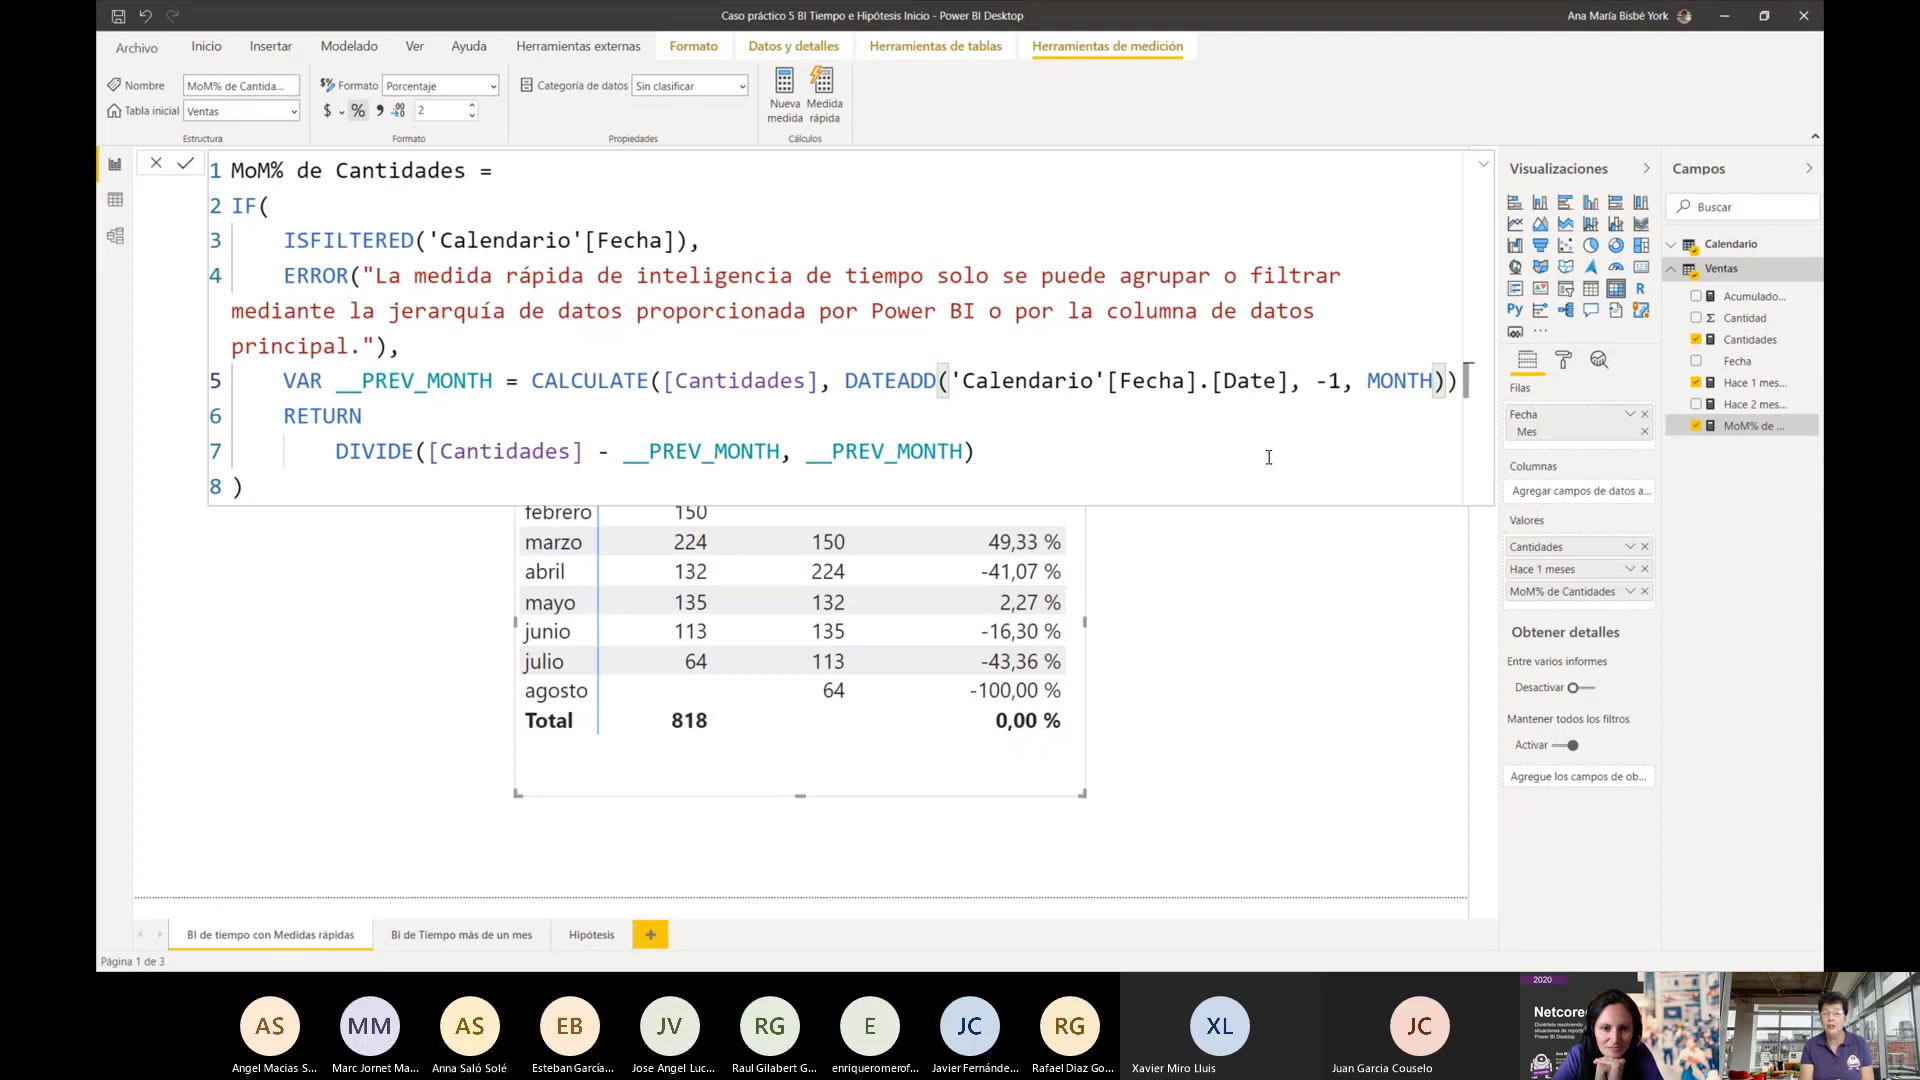 Caso práctico 5 BI Tiempo e Hipótesis Inicio - Power BI Desktop
Ana María Bisbé York
Archivo
Inicio
Insertar
Modelado
Ver
Ayuda
Herramientas externas
Formato
Datos y detalles
Herramientas de tablas
Herramientas de medición
Nombre
MoM% de Cantida...
Formato
Porcentaje
Categoría de datos
Sin clasificar
Nueva medida
Medida rápida
Tabla inicial
Ventas
$
%
2
Estructura
Formato
Propiedades
Cálculos
1 MoM% de Cantidades =
2 IF(
3 ISFILTERED('Calendario'[Fecha]),
4 ERROR("La medida rápida de inteligencia de tiempo solo se puede agrupar o filtrar
mediante la jerarquía de datos proporcionada por Power BI o por la columna de datos
principal."),
5 VAR __PREV_MONTH = CALCULATE([Cantidades], DATEADD('Calendario'[Fecha].[Date], -1, MONTH))
6 RETURN
7 DIVIDE([Cantidades] - __PREV_MONTH, __PREV_MONTH)
8 )
febrero 150
marzo 224 150 49,33 %
abril 132 224 -41,07 %
mayo 135 132 2,27 %
junio 113 135 -16,30 %
julio 64 113 -43,36 %
agosto 64 -100,00 %
Total 818 0,00 %
Visualizaciones
R
Py
Filas
Fecha
Mes
Columnas
Agregar campos de datos a...
Valores
Cantidades
Hace 1 meses
MoM% de Cantidades
Obtener detalles
Entre varios informes
Desactivar
Mantener todos los filtros
Activar
Agregue los campos de ob...
Campos
Buscar
Calendario
Ventas
Acumulado...
Cantidad
Cantidades
Fecha
Hace 1 mes...
Hace 2 mes...
MoM% de ...
BI de tiempo con Medidas rápidas
Bi de Tiempo más de un mes
Hipótesis
Página 1 de 3
AS
MM
AS
EB
JV
RG
E
JC
RG
XL
JC
Angel Macias S...
Marc Jornet Ma...
Anna Saló Solé
Esteban García...
Jose Angel Luc...
Raul Gilabert G...
enriqueromerof...
Javier Fernánde...
Rafael Diaz Go...
Xavier Miro Lluis
Juan Garcia Couselo
2020
Netcore
Power BI Desktop